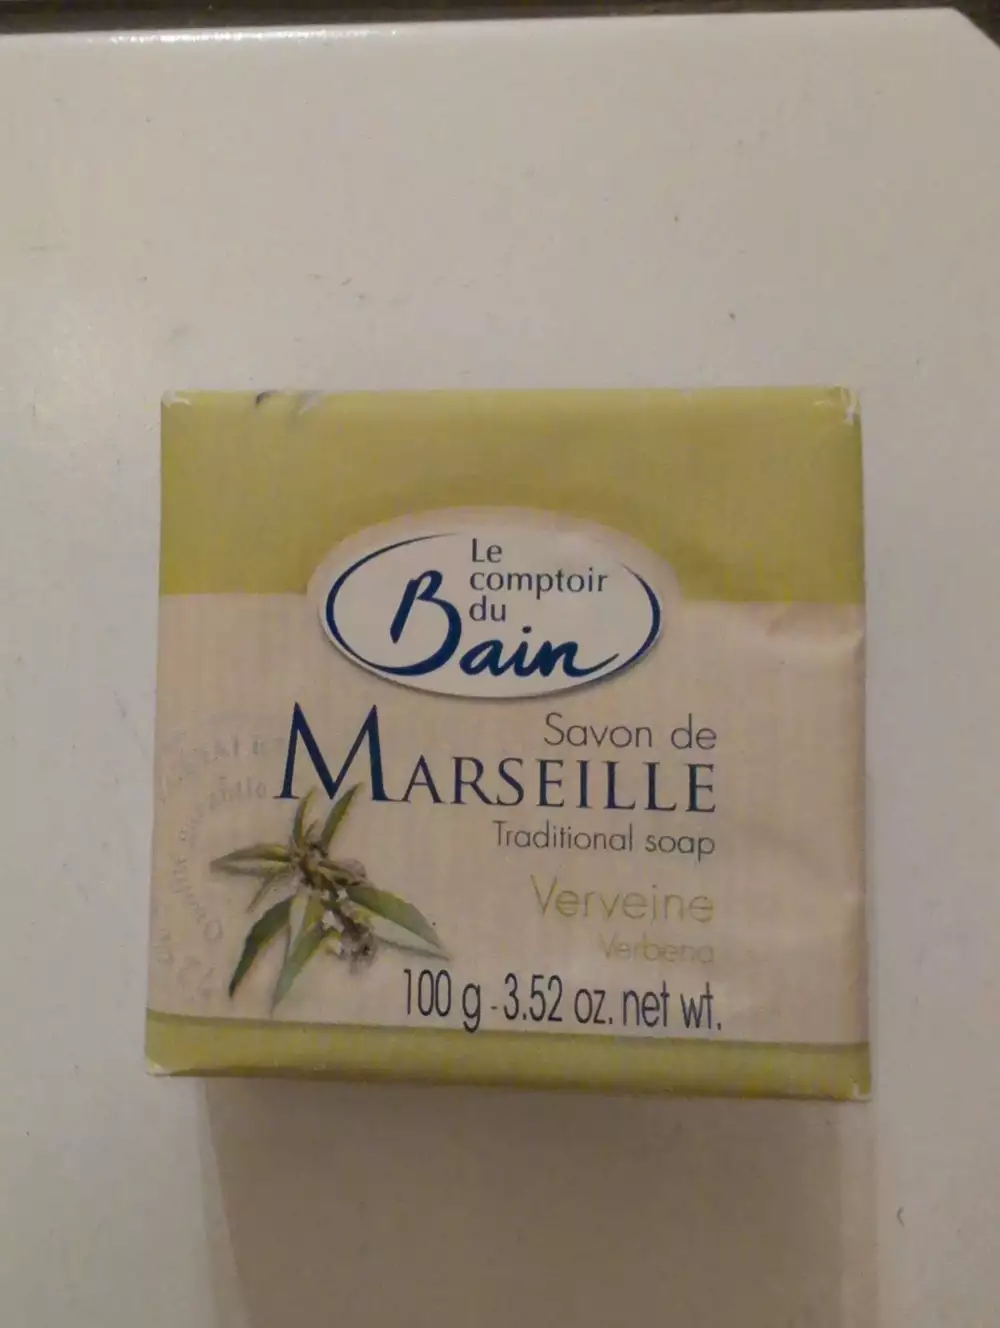 Le
comptoir
du
Bain
Savon de
MARSEILLE
Traditional soap
Verveine
Verbena
100 g - 3.52 oz. net wt.